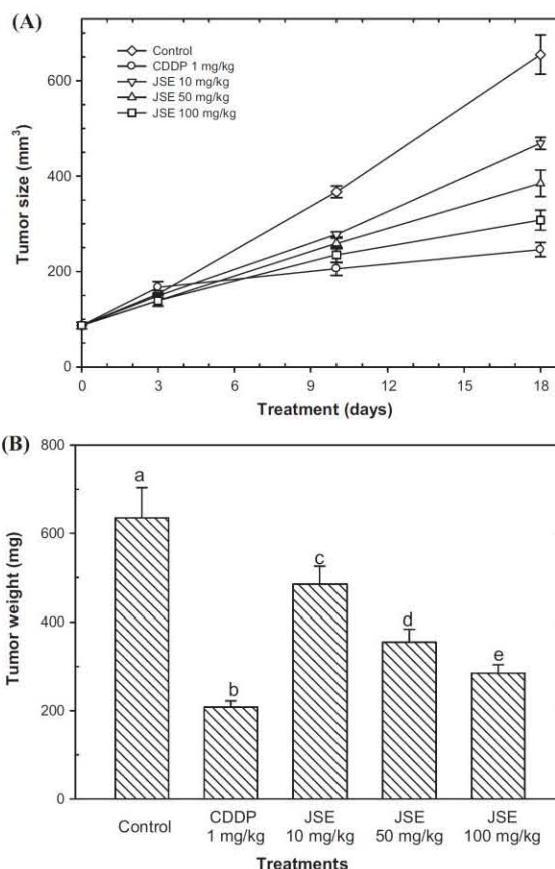 (A)
Control
CDDP 1 mg/kg
JSE 10 mg/kg
JSE 50 mg/kg
JSE 100 mg/kg
Tumor size (mm³)
600
400
200
0
0 3 6 9 12 15 18
Treatment (days)
(B)
Tumor weight (mg)
800
600
400
200
0
a
b
c
d
e
Control
CDDP
1 mg/kg
JSE
10 mg/kg
JSE
50 mg/kg
JSE
100 mg/kg
Treatments